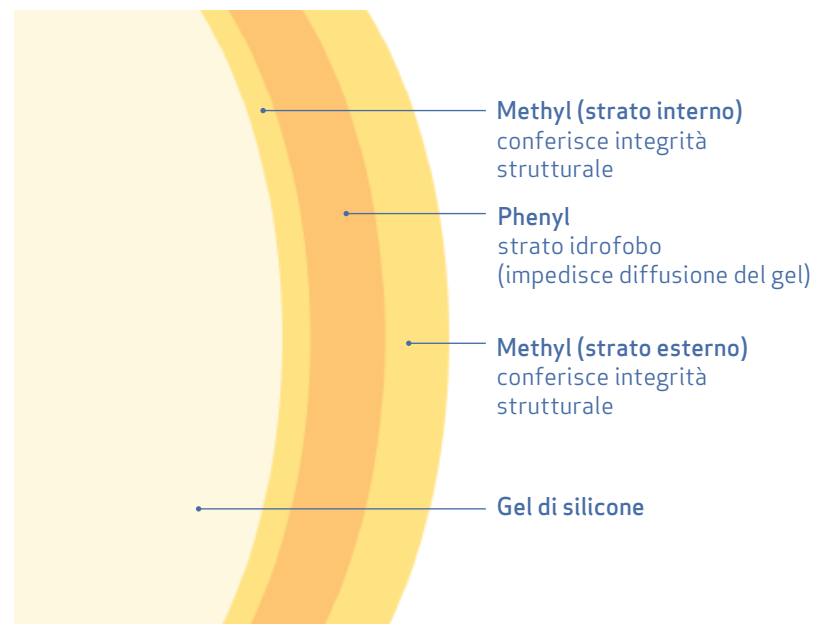 Methyl (strato interno)
conferisce integrità
strutturale
Phenyl
strato idrofobo
(impedisce diffusione del gel)
Methyl (strato esterno)
conferisce integrità
strutturale
Gel di silicone